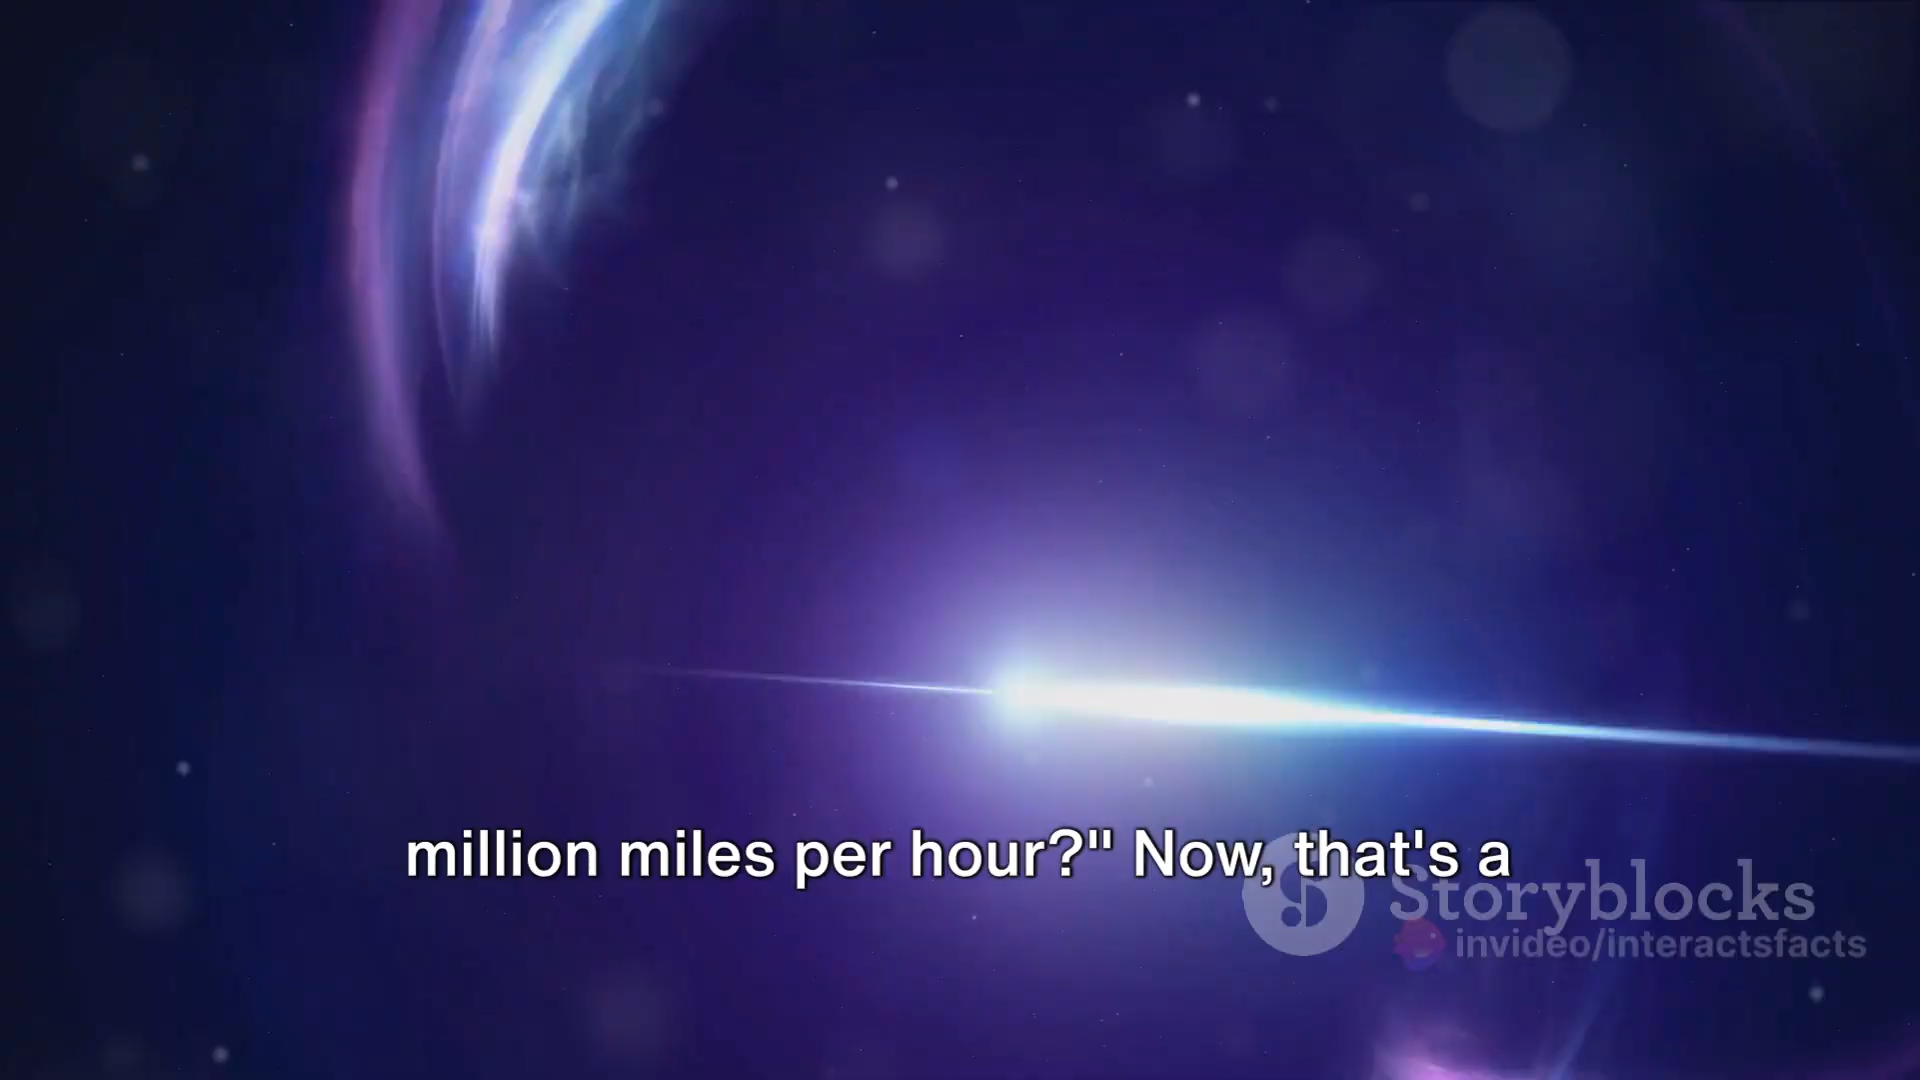 million miles per hour?" Now, that's a
Storyblocks
invideo/interactsfacts